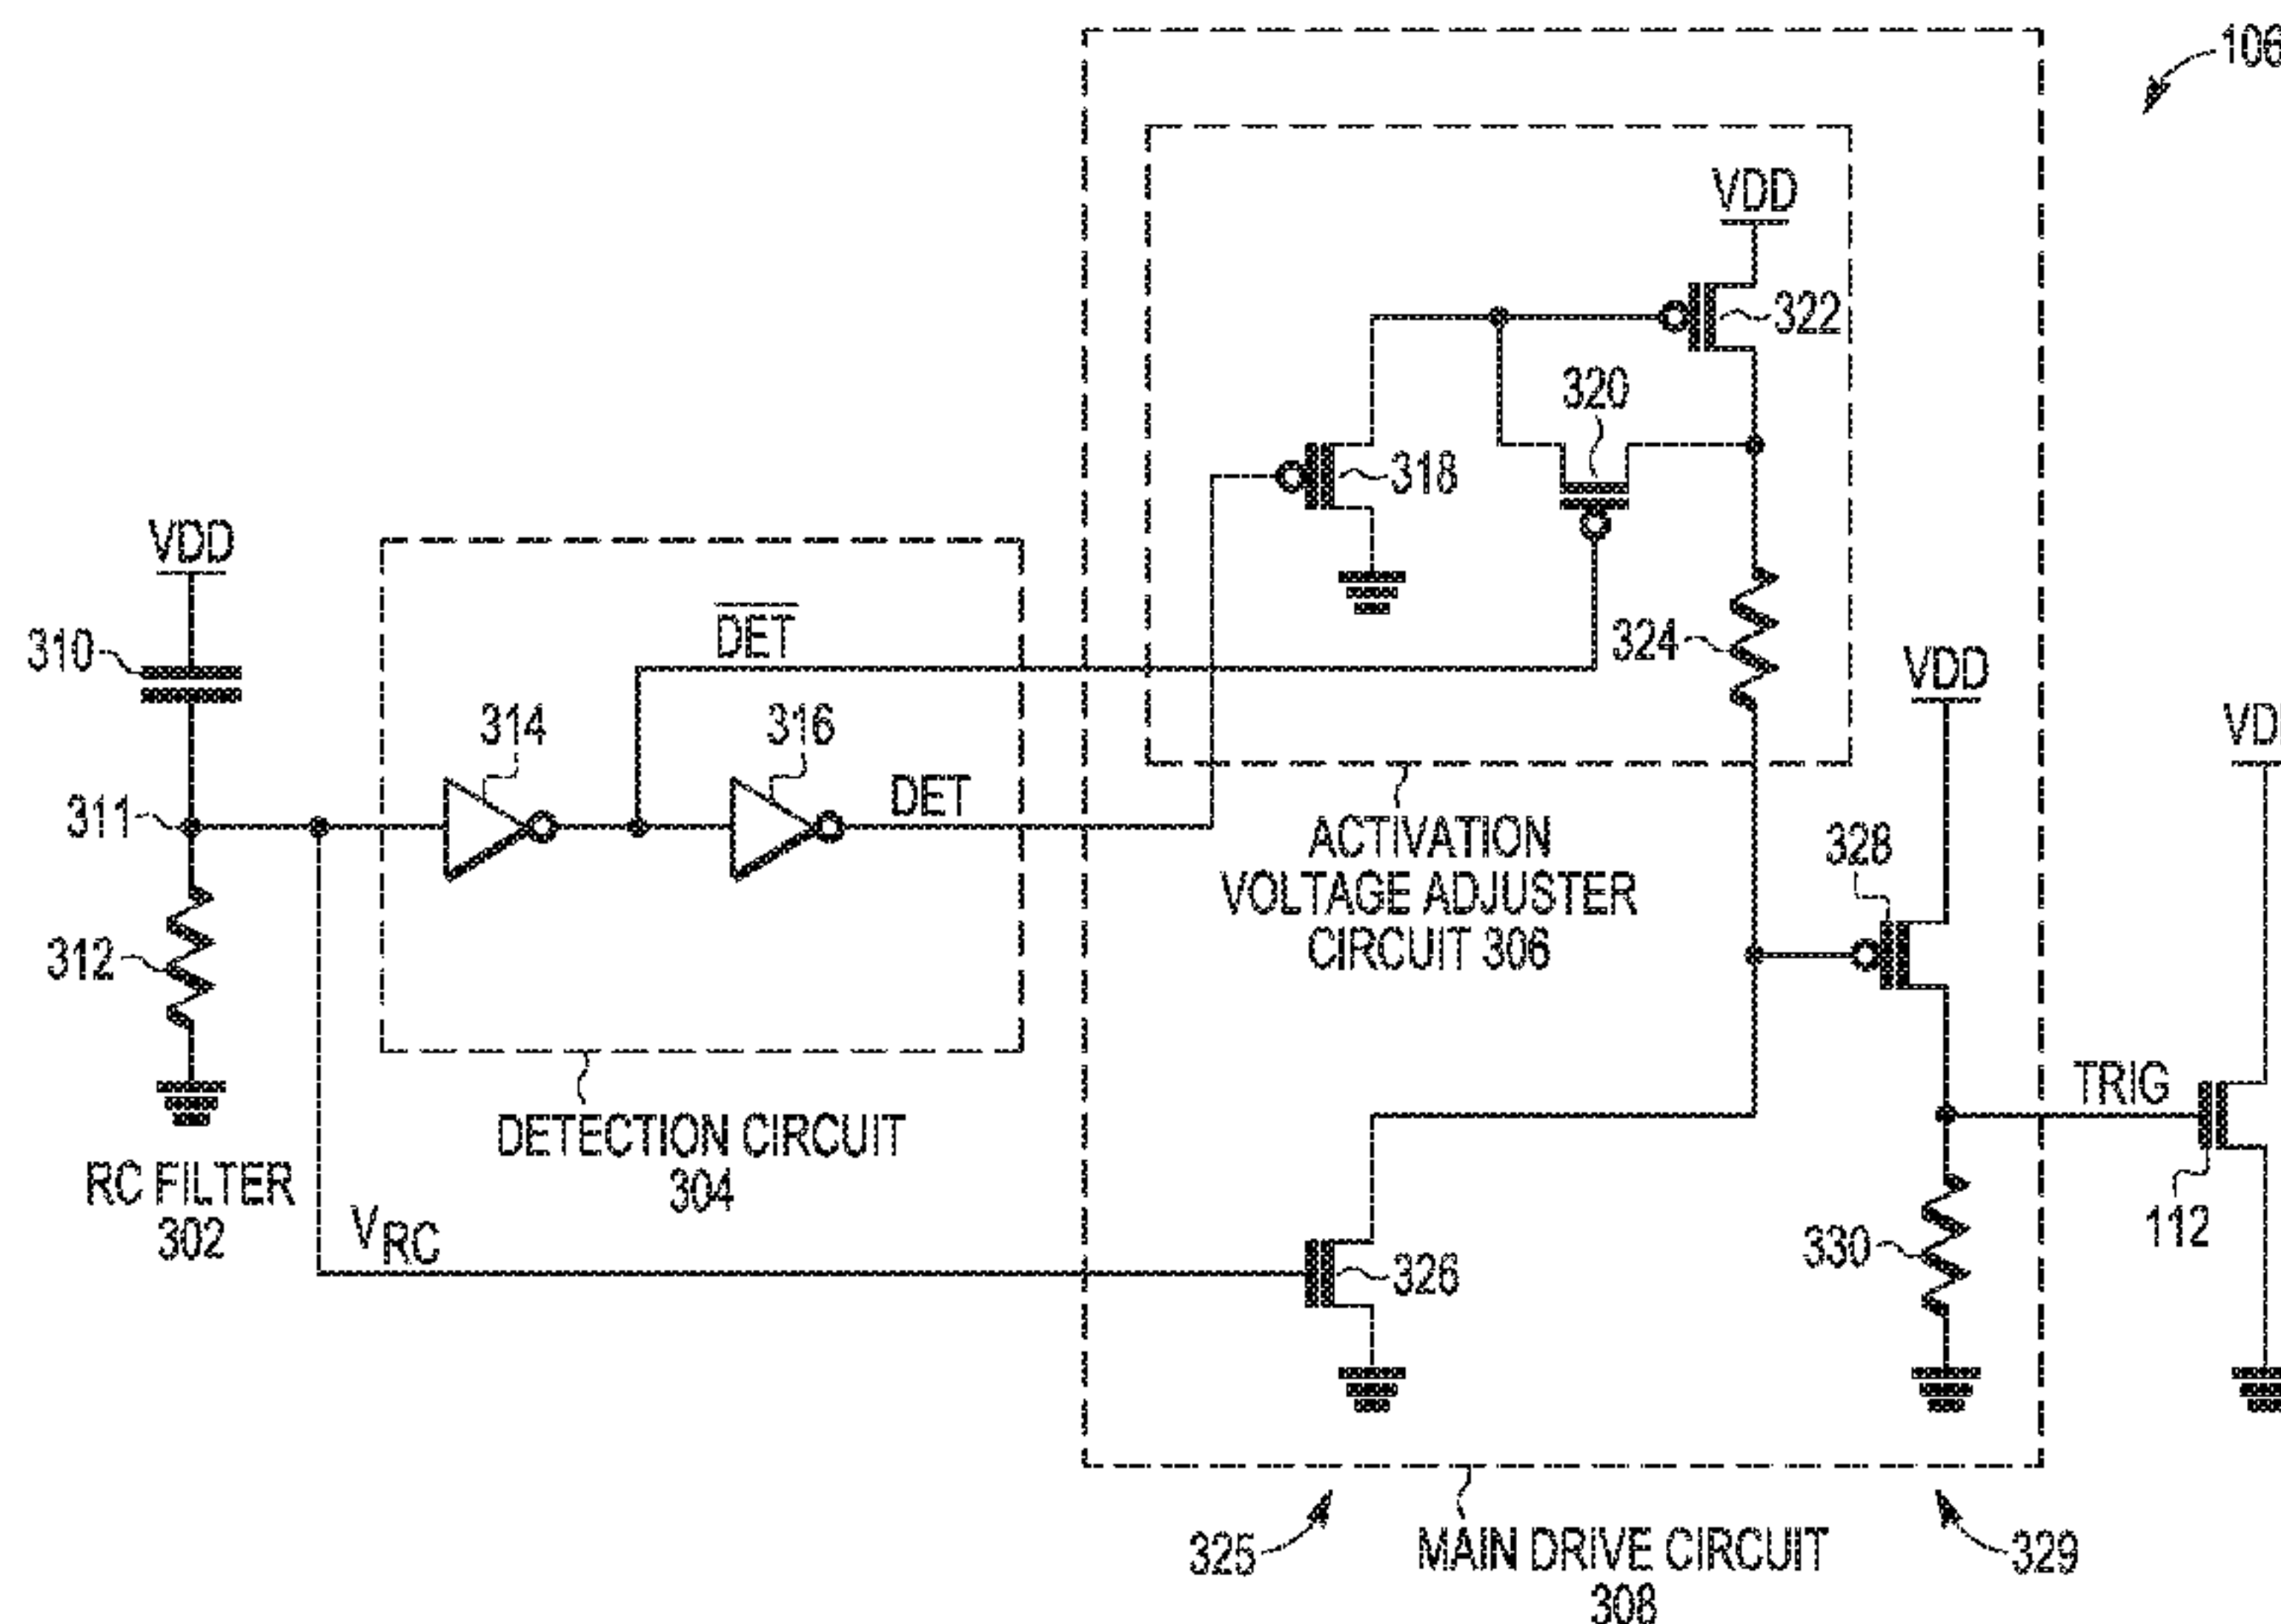 106
VDD
322
320
318
VDD
310
DET
324
VDD
314
316
311
DET
ACTIVATION
VOLTAGE ADJUSTER
CIRCUIT 306
328
312
TRIG
DETECTION CIRCUIT
304
RC FILTER
302
VRC
326
330
112
325
MAIN DRIVE CIRCUIT
308
329